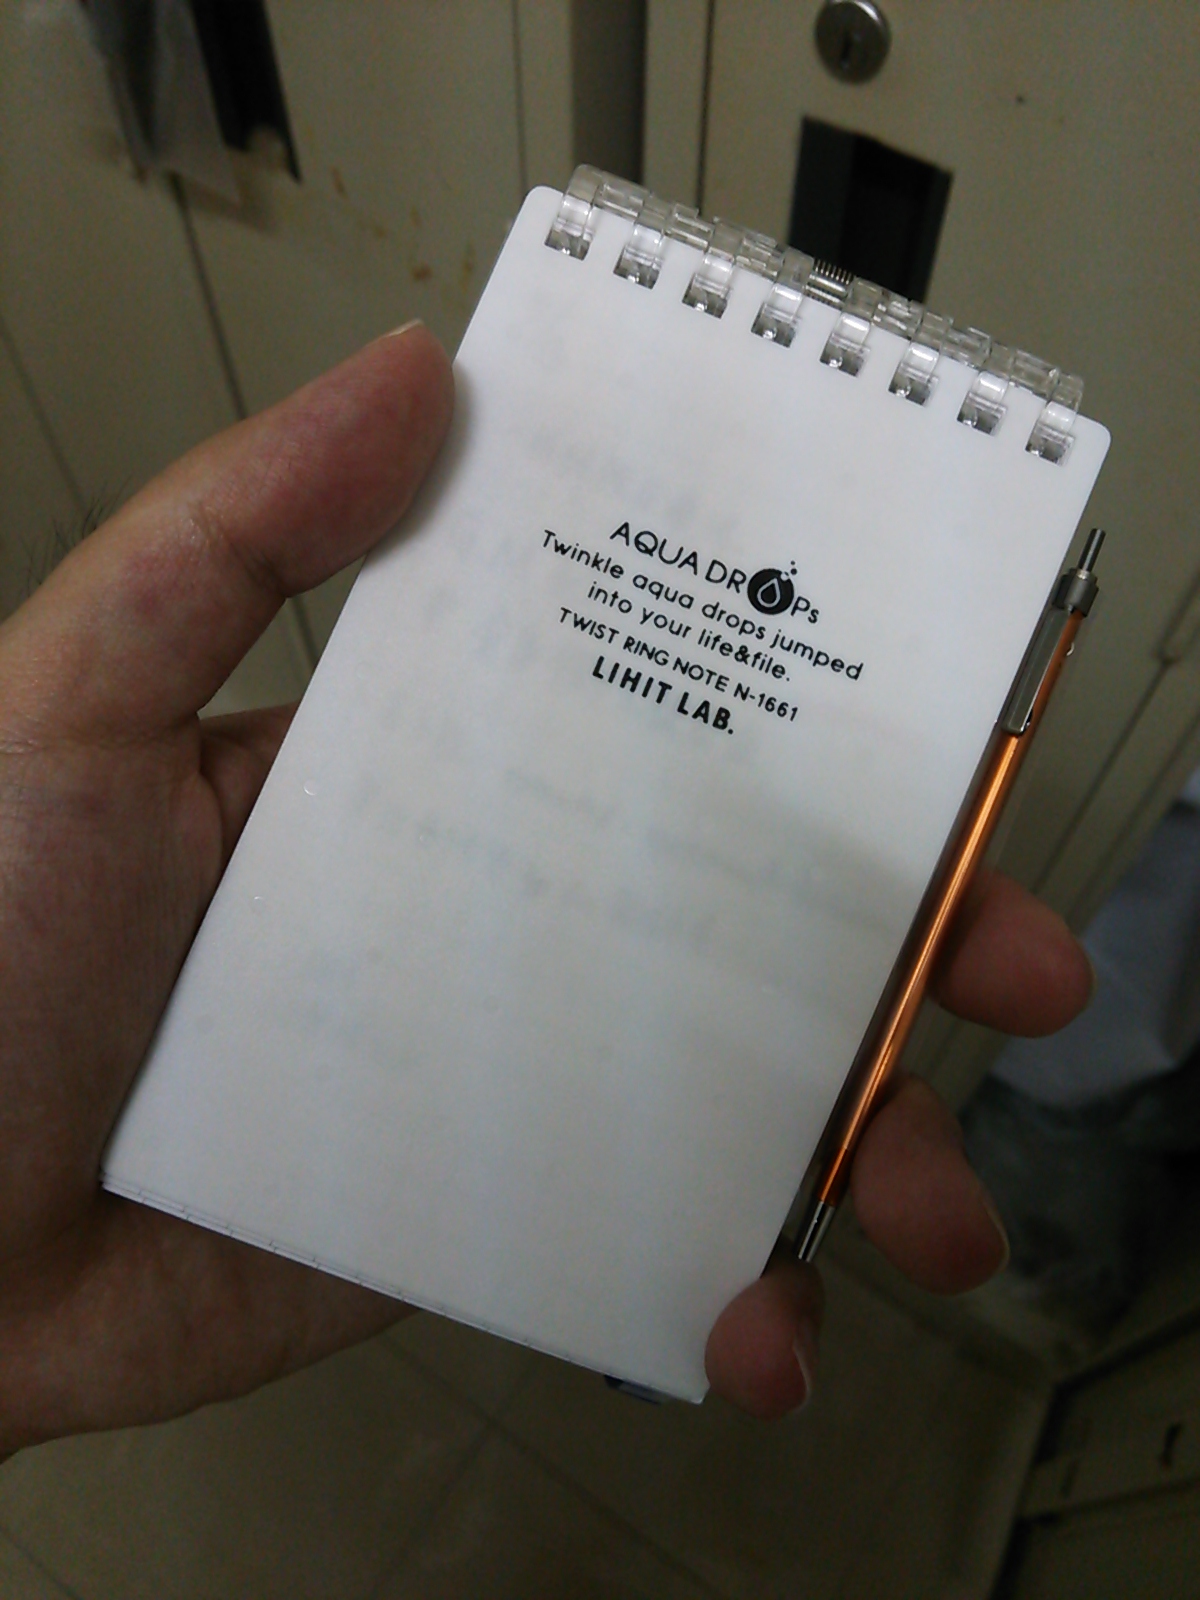 AQUA DROPs
Twinkle aqua drops jumped
into your life&file.
TWIST RING NOTE N-1661
LIHIT LAB.